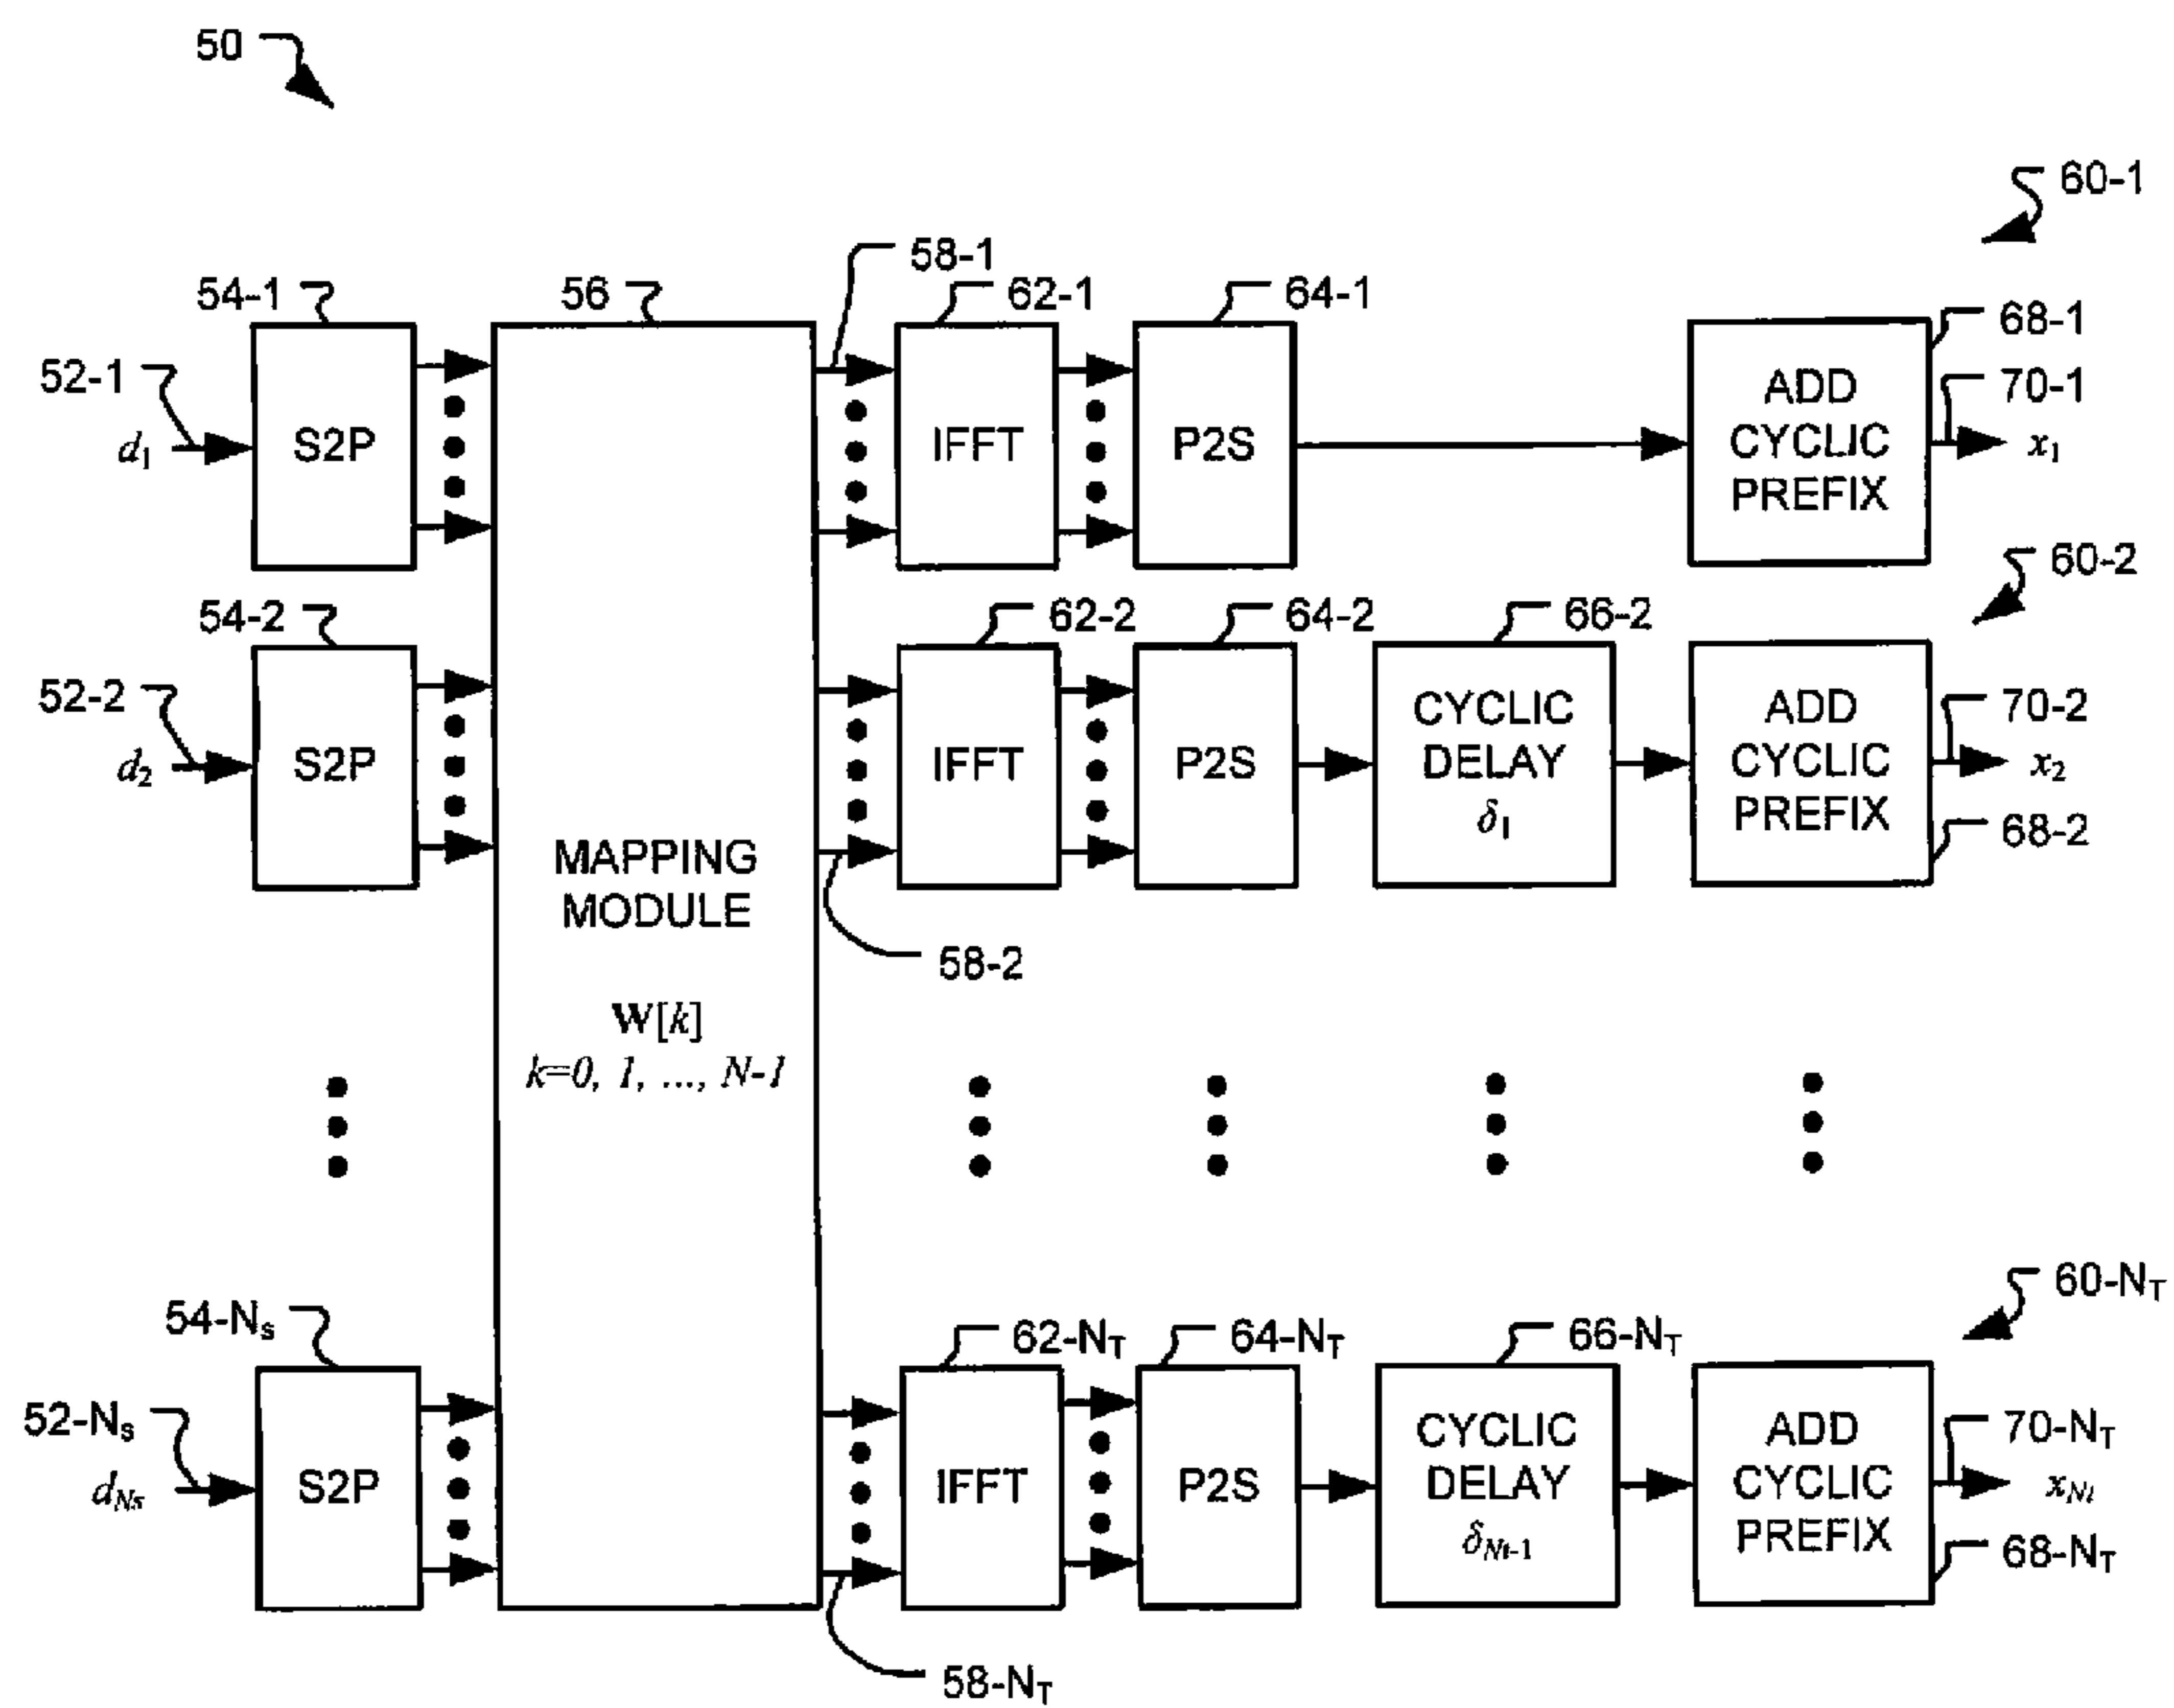 50
60-1
58-1
54-1
56
62-1
64-1
68-1
52-1
70-1
d1
S2P
IFFT
P2S
ADD
CYCLIC
PREFIX
x1
60-2
54-2
62-2
64-2
66-2
52-2
70-2
d2
S2P
IFFT
P2S
CYCLIC
DELAY
δ1
ADD
CYCLIC
PREFIX
x2
68-2
MAPPING
MODULE
58-2
W[k]
k=0, 1, ..., N-1
60-NT
54-Ns
62-NT
64-NT
66-NT
52-Ns
70-NT
dNs
S2P
IFFT
P2S
CYCLIC
DELAY
δNt-1
ADD
CYCLIC
PREFIX
xNt
68-NT
58-NT